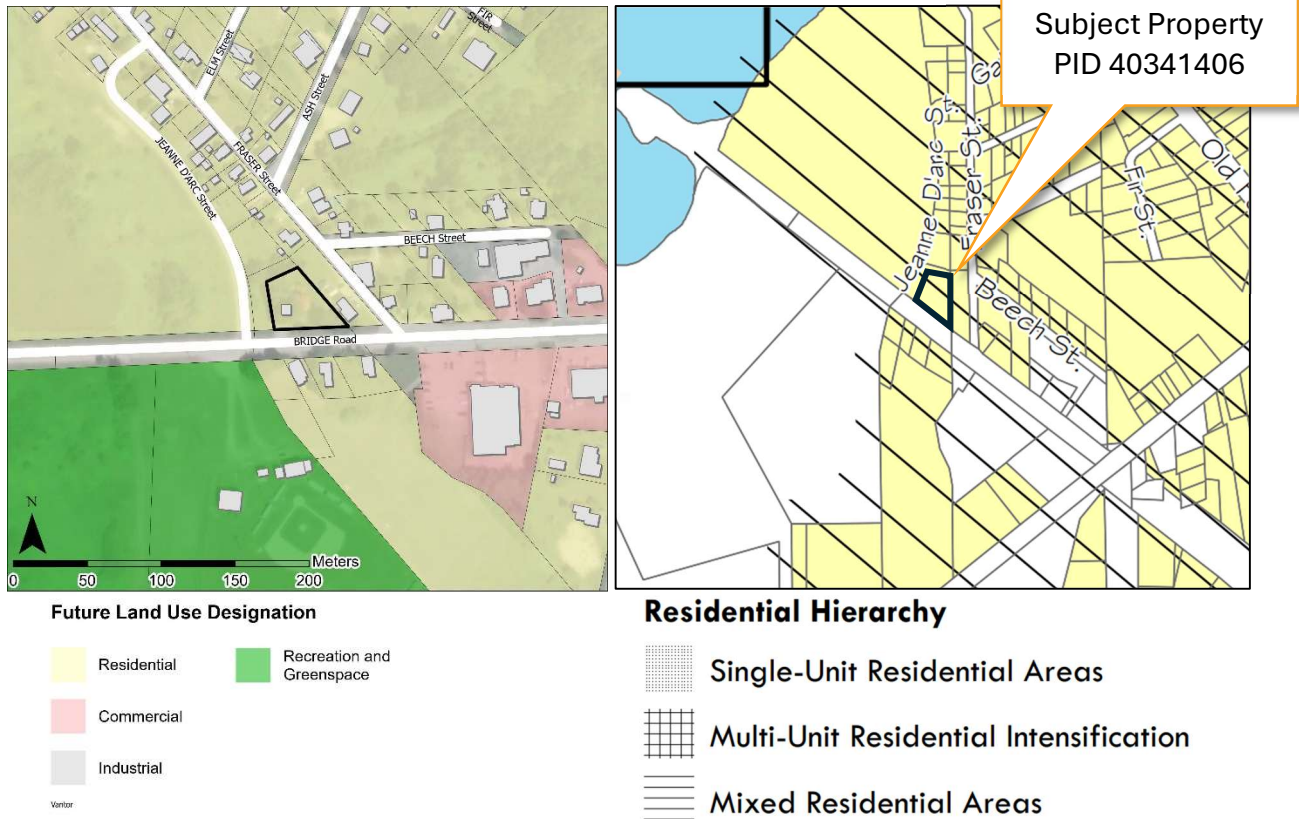 FIR
Street
ELM Street
ASH Street
FRASER Street
JEANNE D'ARC Street
BEECH Street
BRIDGE Road
N
Meters
0 50 100 150 200
Future Land Use Designation
Residential
Recreation and
Greenspace
Commercial
Industrial
Vantor
Subject Property
PID 40341406
Jeanne D'arc St.
Fraser St.
Beech St.
Fir St.
Old
Residential Hierarchy
Single-Unit Residential Areas
Multi-Unit Residential Intensification
Mixed Residential Areas